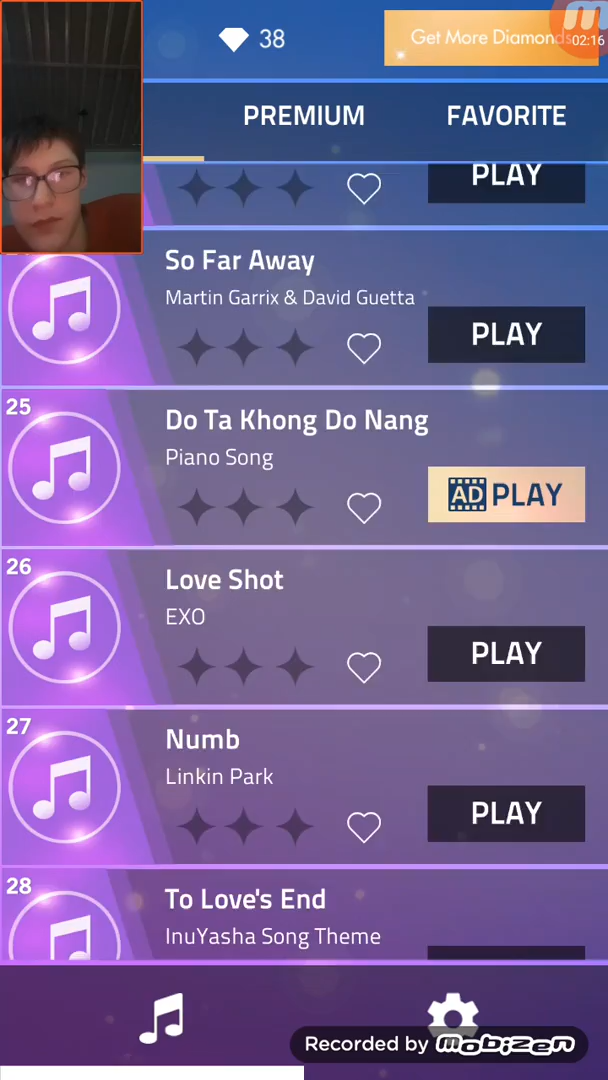 38
Get More Diamonds
02:16
PREMIUM
FAVORITE
PLAY
So Far Away
Martin Garrix & David Guetta
PLAY
25
Do Ta Khong Do Nang
Piano Song
AD PLAY
26
Love Shot
EXO
PLAY
27
Numb
Linkin Park
PLAY
28
To Love's End
InuYasha Song Theme
Recorded by mobizen